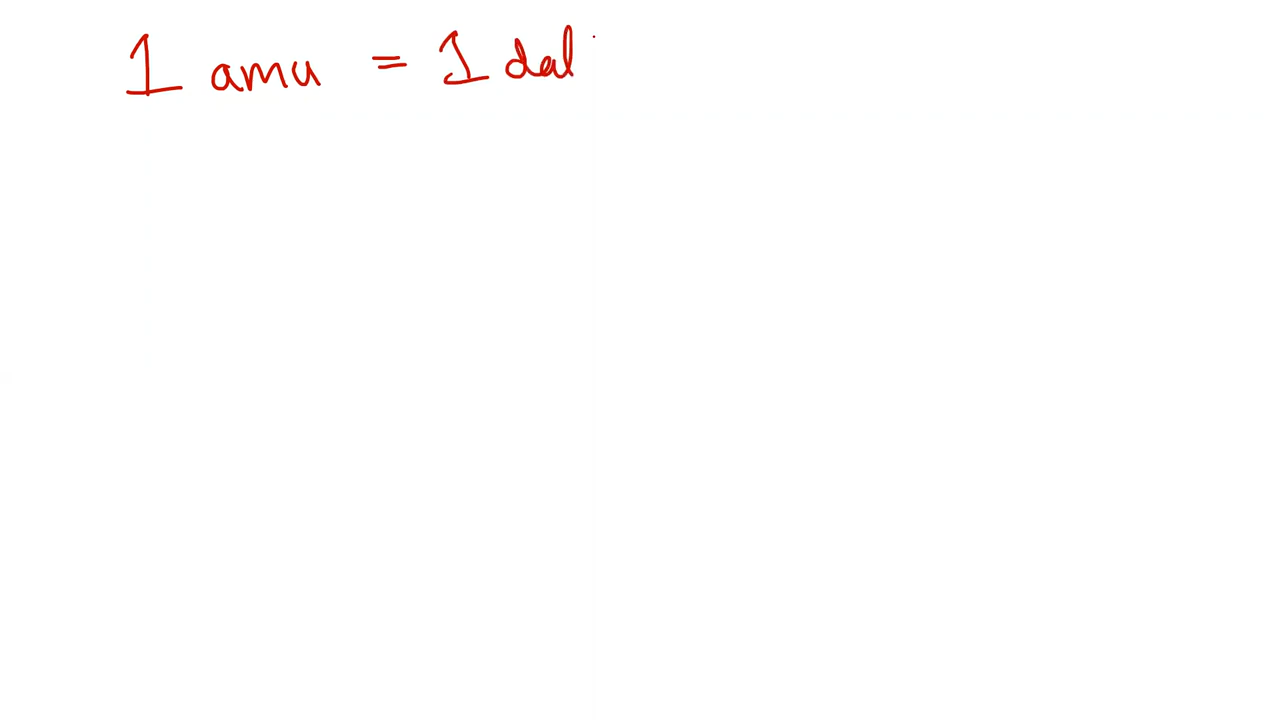 1 amu = 1 dal